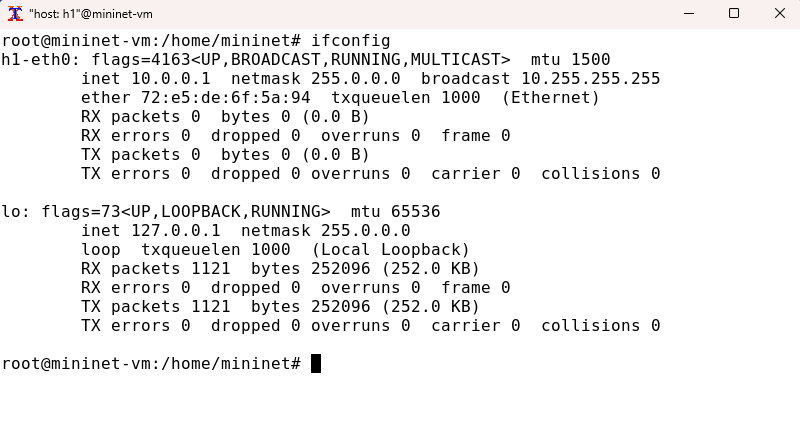 "host: h1"@mininet-vm
root@mininet-vm:/home/mininet# ifconfig
h1-eth0: flags=4163<UP,BROADCAST,RUNNING,MULTICAST>  mtu 1500
        inet 10.0.0.1  netmask 255.0.0.0  broadcast 10.255.255.255
        ether 72:e5:de:6f:5a:94  txqueuelen 1000  (Ethernet)
        RX packets 0  bytes 0 (0.0 B)
        RX errors 0  dropped 0  overruns 0  frame 0
        TX packets 0  bytes 0 (0.0 B)
        TX errors 0  dropped 0 overruns 0  carrier 0  collisions 0

lo: flags=73<UP,LOOPBACK,RUNNING>  mtu 65536
        inet 127.0.0.1  netmask 255.0.0.0
        loop  txqueuelen 1000  (Local Loopback)
        RX packets 1121  bytes 252096 (252.0 KB)
        RX errors 0  dropped 0  overruns 0  frame 0
        TX packets 1121  bytes 252096 (252.0 KB)
        TX errors 0  dropped 0 overruns 0  carrier 0  collisions 0

root@mininet-vm:/home/mininet#